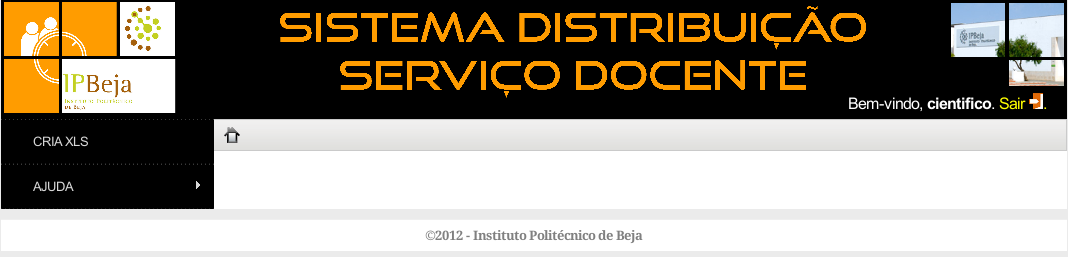 SISTEMA DISTRIBUIÇÃO
SERVIÇO DOCENTE
IPBeja
INSTITUTO POLITÉCNICO
DE BEJA
IPBeja
Bem-vindo, cientifico. Sair .
CRIA XLS
AJUDA
©2012 - Instituto Politécnico de Beja